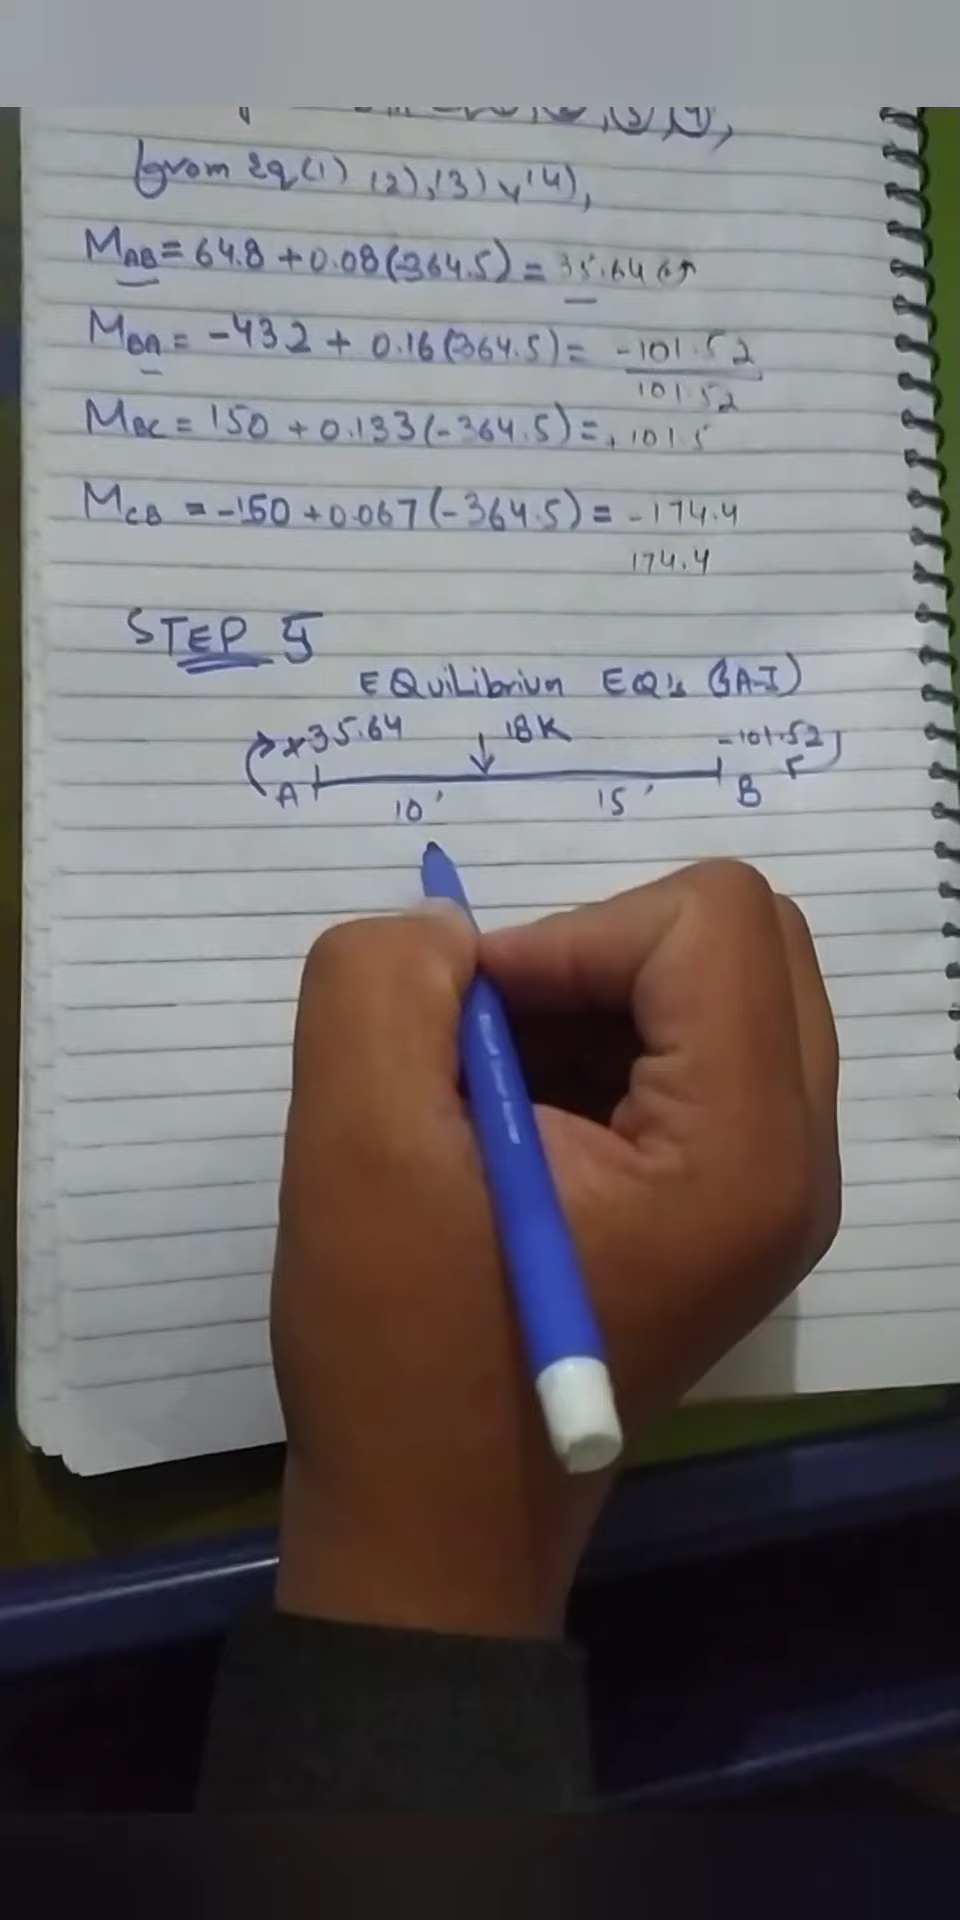 from Eq(1) (2),(3) & (4),
MAB = 64.8 + 0.08(-364.5) = 35.64
MBA = -43.2 + 0.16(-364.5) = -101.52
101.52
MBC = 150 + 0.133(-364.5) = +101.5
MCB = -150 + 0.067(-364.5) = -174.4
174.4
STEP 5
EQuiLibrium EQ's
+35.64 18K -101.52
A B
10' 15'